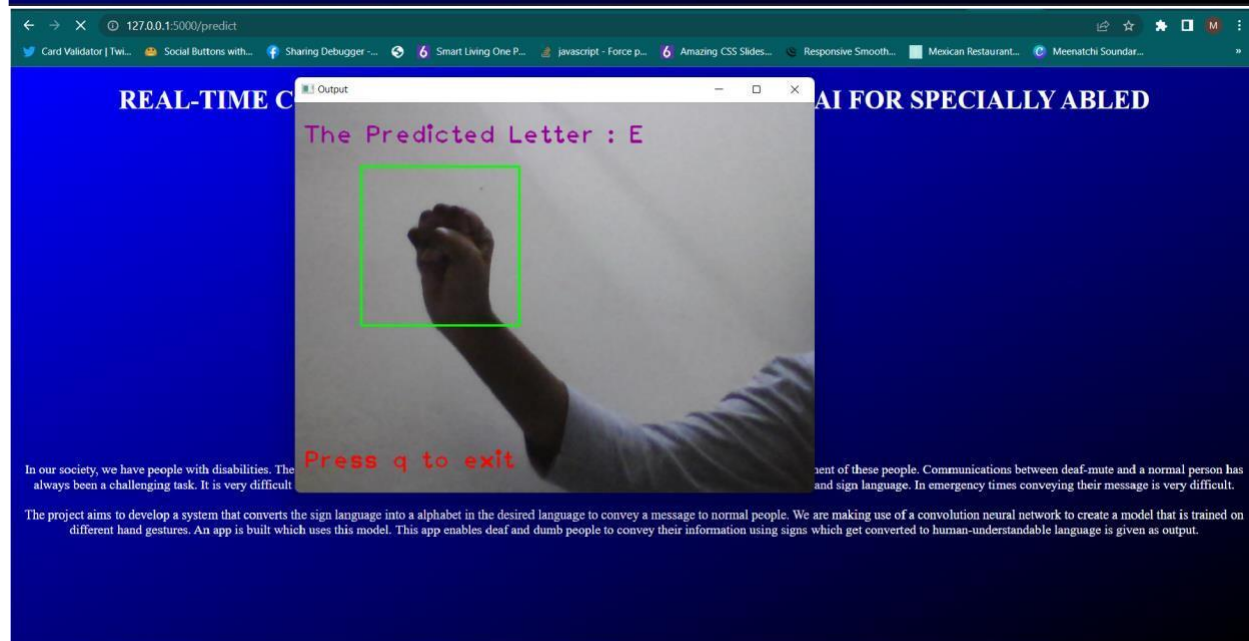 127.0.0.1:5000/predict
M
Card Validator | Twi... Social Buttons with... Sharing Debugger -... Smart Living One P... javascript - Force p... Amazing CSS Slides... Responsive Smooth... Mexican Restaurant... Meenatchi Soundar... »
REAL-TIME C AI FOR SPECIALLY ABLED
Output
The Predicted Letter : E
Press q to exit
In our society, we have people with disabilities. The ent of these people. Communications between deaf-mute and a normal person has
always been a challenging task. It is very difficult and sign language. In emergency times conveying their message is very difficult.
The project aims to develop a system that converts the sign language into a alphabet in the desired language to convey a message to normal people. We are making use of a convolution neural network to create a model that is trained on
different hand gestures. An app is built which uses this model. This app enables deaf and dumb people to convey their information using signs which get converted to human-understandable language is given as output.